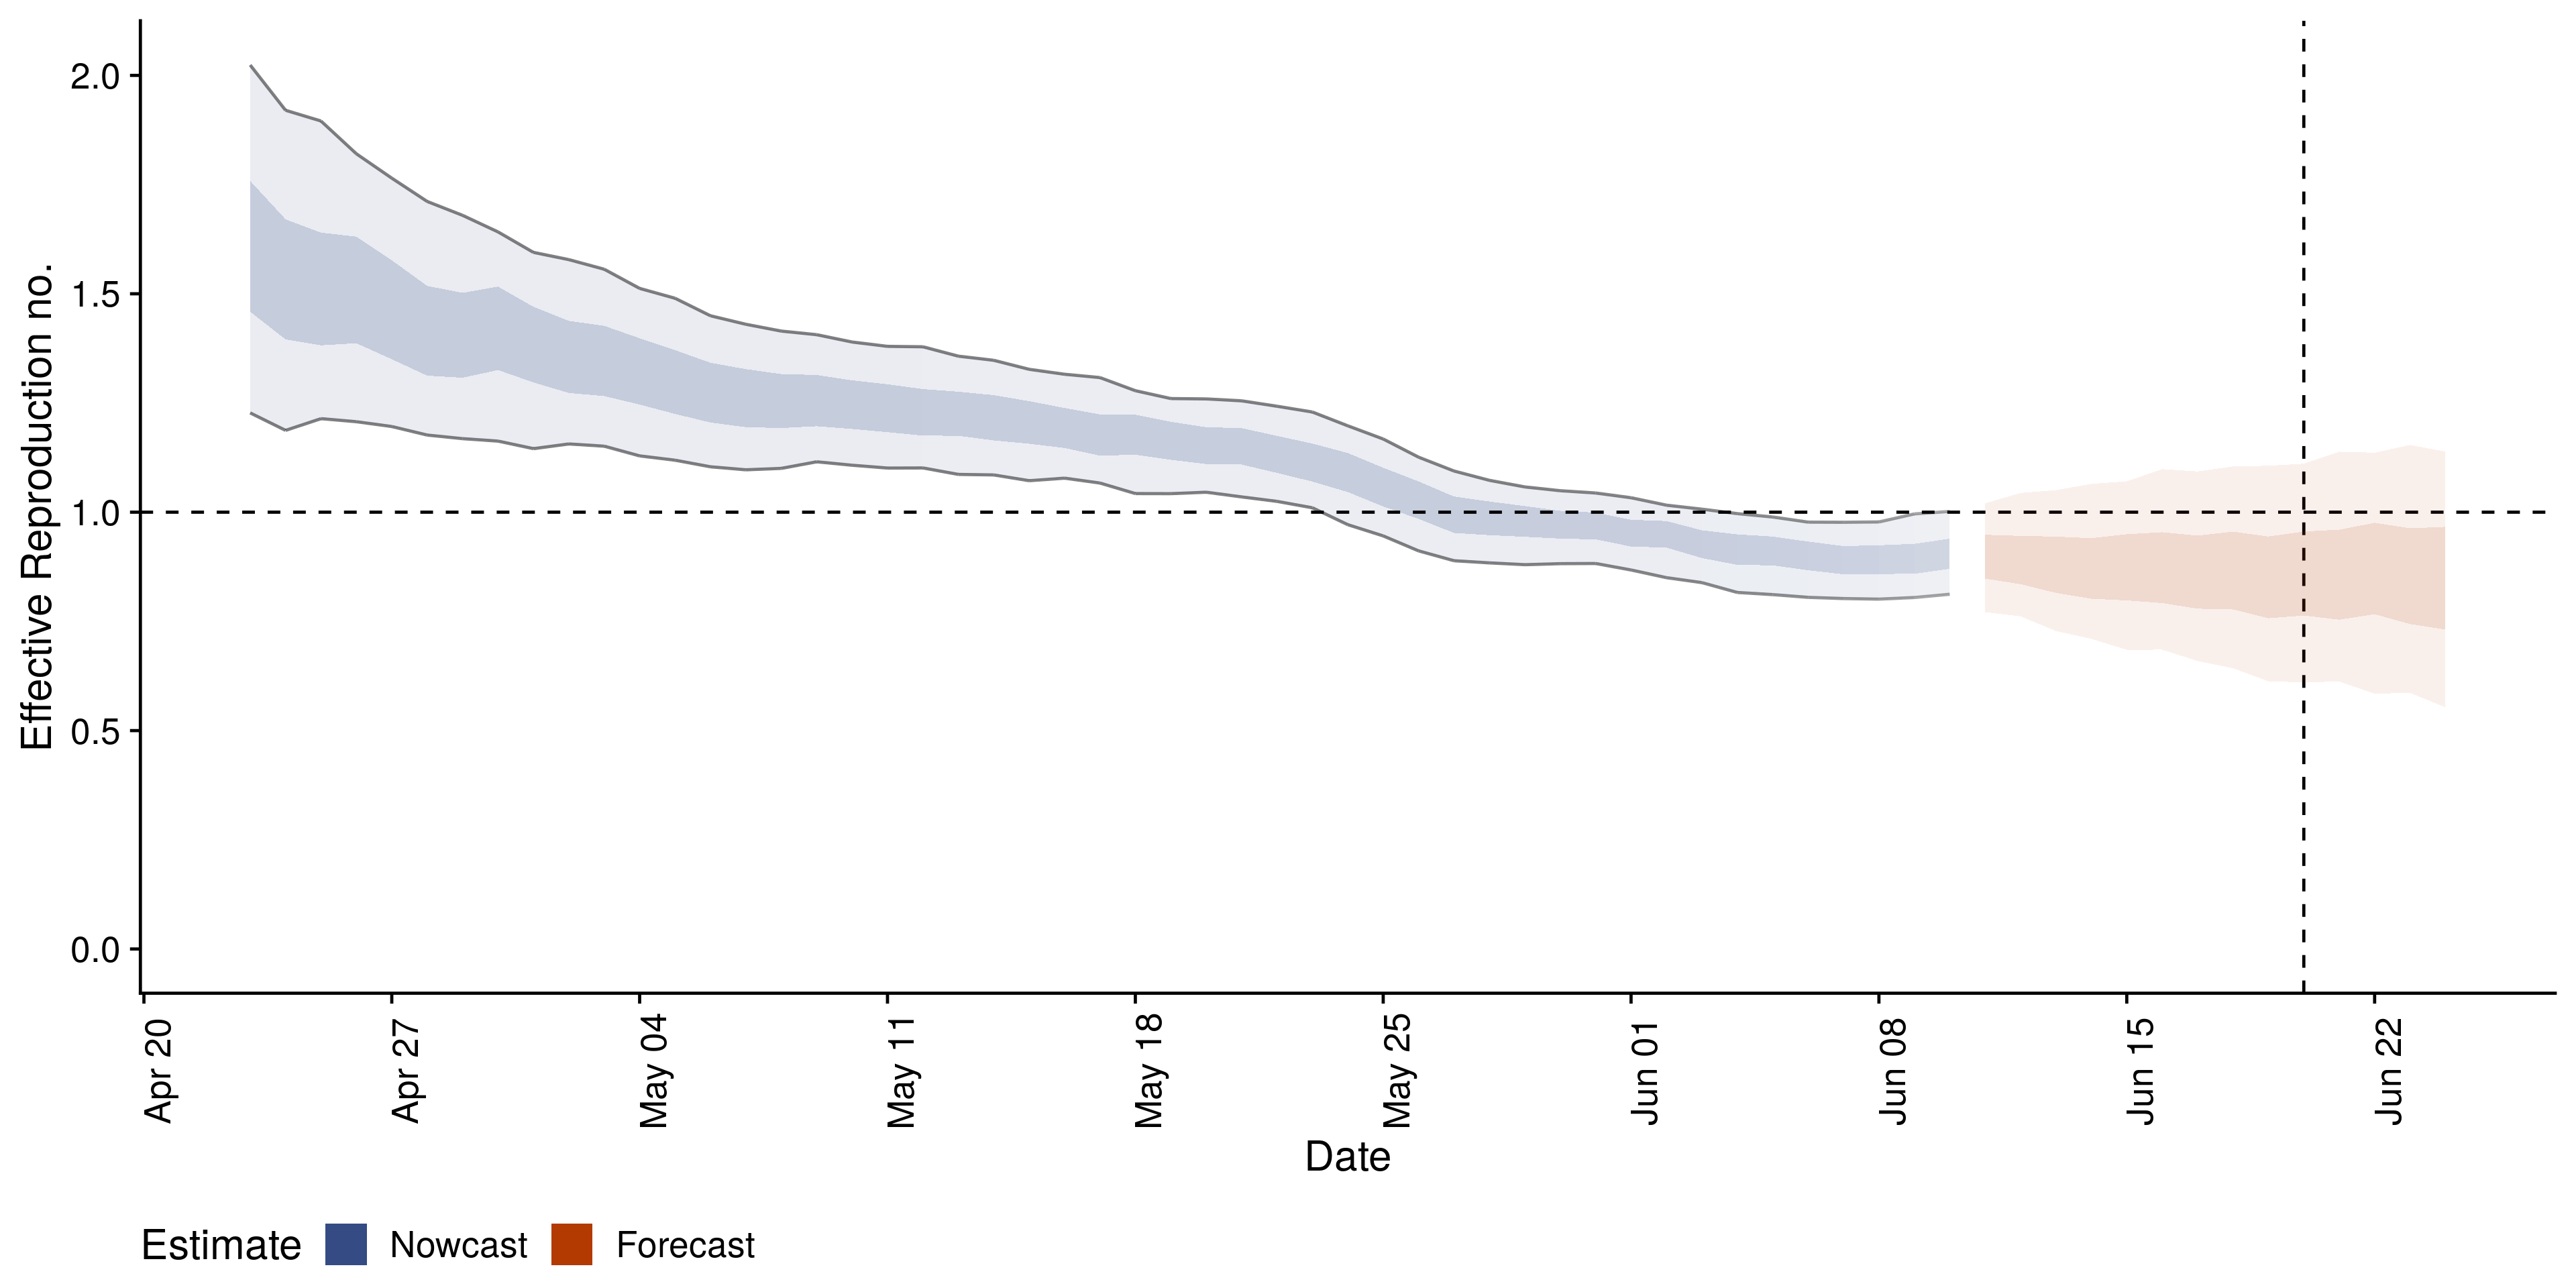 Effective Reproduction no.
2.0
1.5
1.0
0.5
0.0
Apr 20
Apr 27
May 04
May 11
May 18
May 25
Jun 01
Jun 08
Jun 15
Jun 22
Date
Estimate Nowcast Forecast